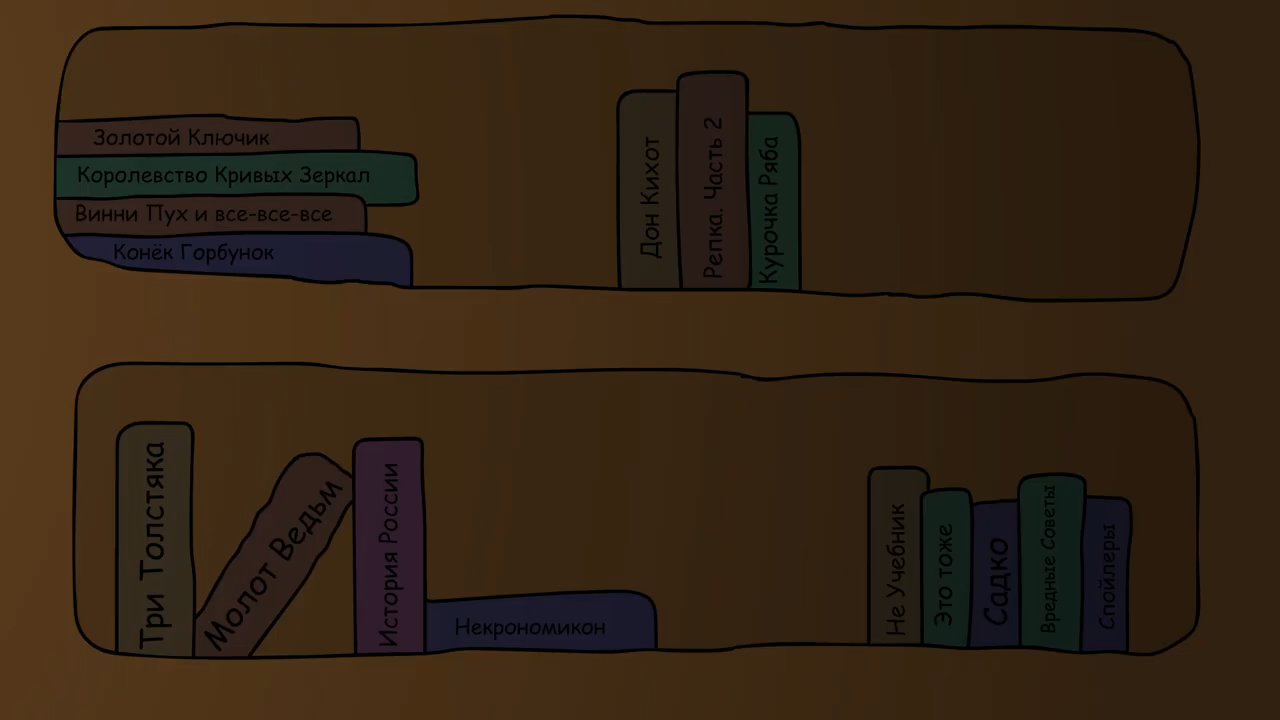 Золотой Ключик
Королевство Кривых Зеркал
Винни Пух и все-все-все
Конёк Горбунок
Дон Кихот
Репка. Часть 2
Курочка Ряба
Три Толстяка
Молот Ведьм
История России
Некрономикон
Не Учебник
Это тоже
Садко
Вредные Советы
Спойлеры